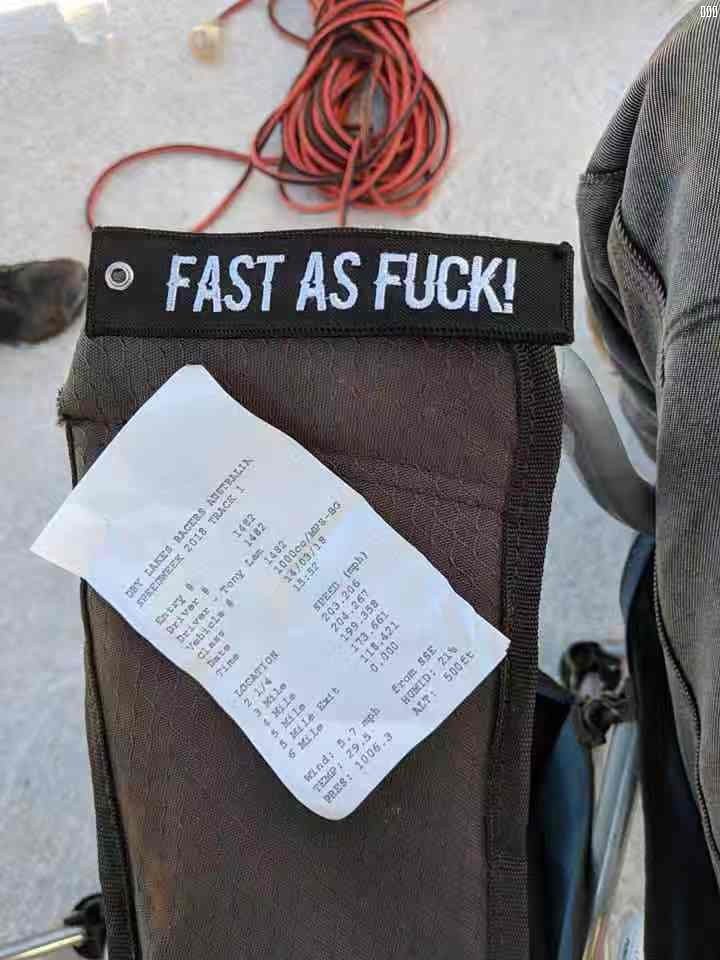 FAST AS FUCK!
DRY LAKES RACERS AUSTRALIA
SPEEDWEEK 2018 TRACK 1
Entry # 1482
Driver # 1482
Driver - Tony Lam
Vehicle # 1482
Class 1000cc/MPS-BG
Date 14/03/18
Time 15:52
LOCATION SPEED (mph)
2 1/4 203.206
3 Mile 204.267
4 Mile 199.358
5 Mile 173.661
5 Mile Exit 118.421
6 Mile 0.000
Wind: 5.7 mph from SSE
TEMP: 29.5 HUMID: 21%
PRES: 1006.3 ALT: 500ft